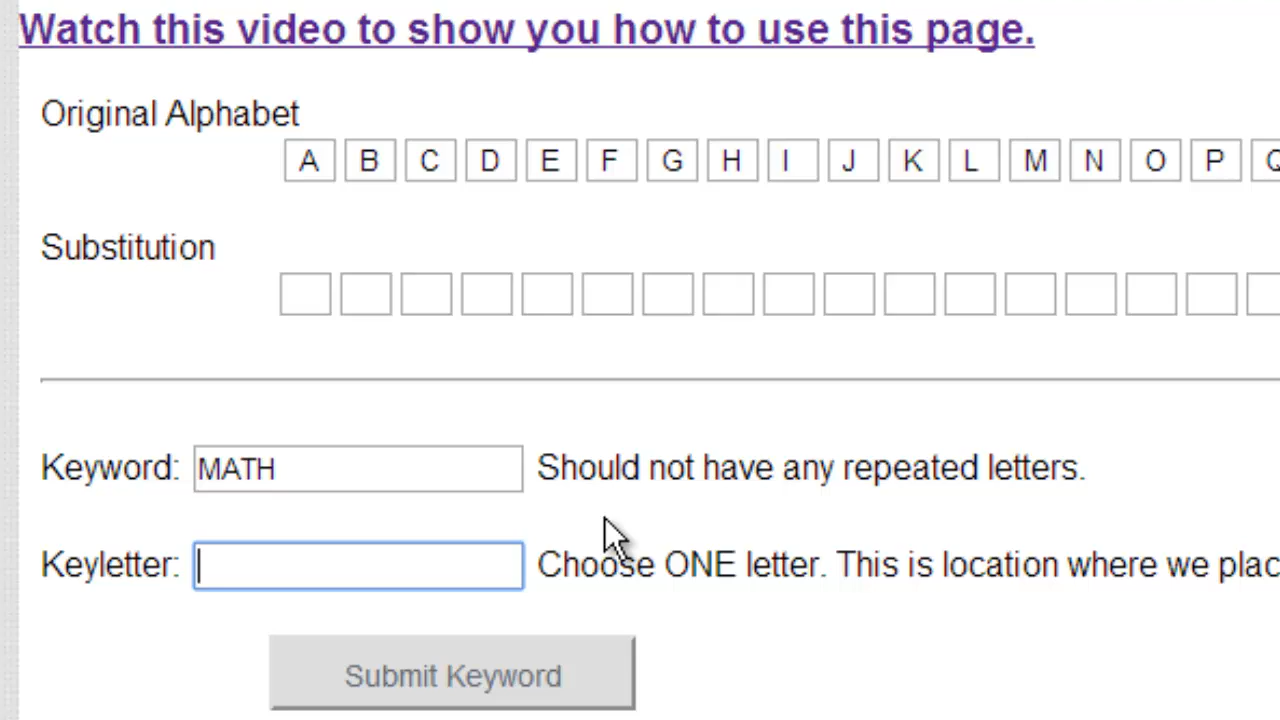 Watch this video to show you how to use this page.
Original Alphabet
A B C D E F G H I J K L M N O P Q
Substitution
Keyword: MATH Should not have any repeated letters.
Keyletter: Choose ONE letter. This is location where we plac
Submit Keyword